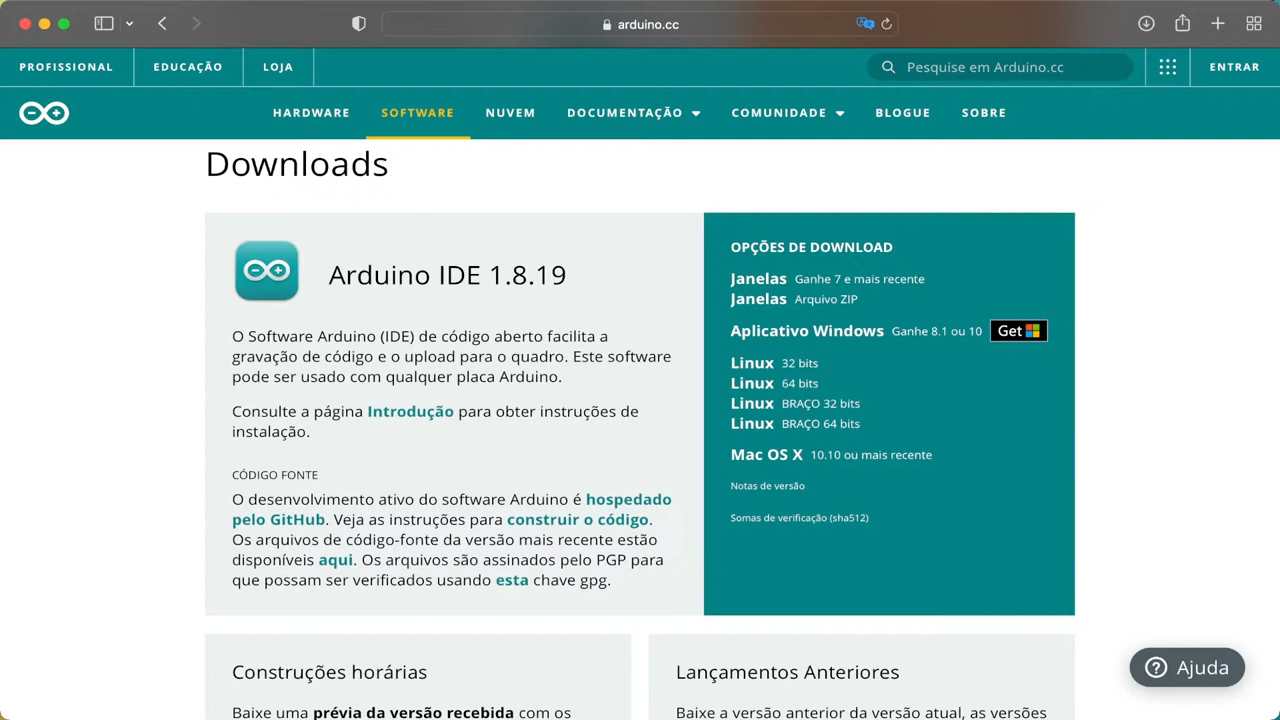 arduino.cc
PROFISSIONAL EDUCAÇÃO LOJA Pesquise em Arduino.cc ENTRAR
HARDWARE SOFTWARE NUVEM DOCUMENTAÇÃO COMUNIDADE BLOGUE SOBRE
Downloads
Arduino IDE 1.8.19
O Software Arduino (IDE) de código aberto facilita a
gravação de código e o upload para o quadro. Este software
pode ser usado com qualquer placa Arduino.
Consulte a página Introdução para obter instruções de
instalação.
CÓDIGO FONTE
O desenvolvimento ativo do software Arduino é hospedado
pelo GitHub. Veja as instruções para construir o código.
Os arquivos de código-fonte da versão mais recente estão
disponíveis aqui. Os arquivos são assinados pelo PGP para
que possam ser verificados usando esta chave gpg.
OPÇÕES DE DOWNLOAD
Janelas Ganhe 7 e mais recente
Janelas Arquivo ZIP
Aplicativo Windows Ganhe 8.1 ou 10 Get
Linux 32 bits
Linux 64 bits
Linux BRAÇO 32 bits
Linux BRAÇO 64 bits
Mac OS X 10.10 ou mais recente
Notas de versão
Somas de verificação (sha512)
Construções horárias
Baixe uma prévia da versão recebida com os
Lançamentos Anteriores
Baixe a versão anterior da versão atual, as versões
Ajuda